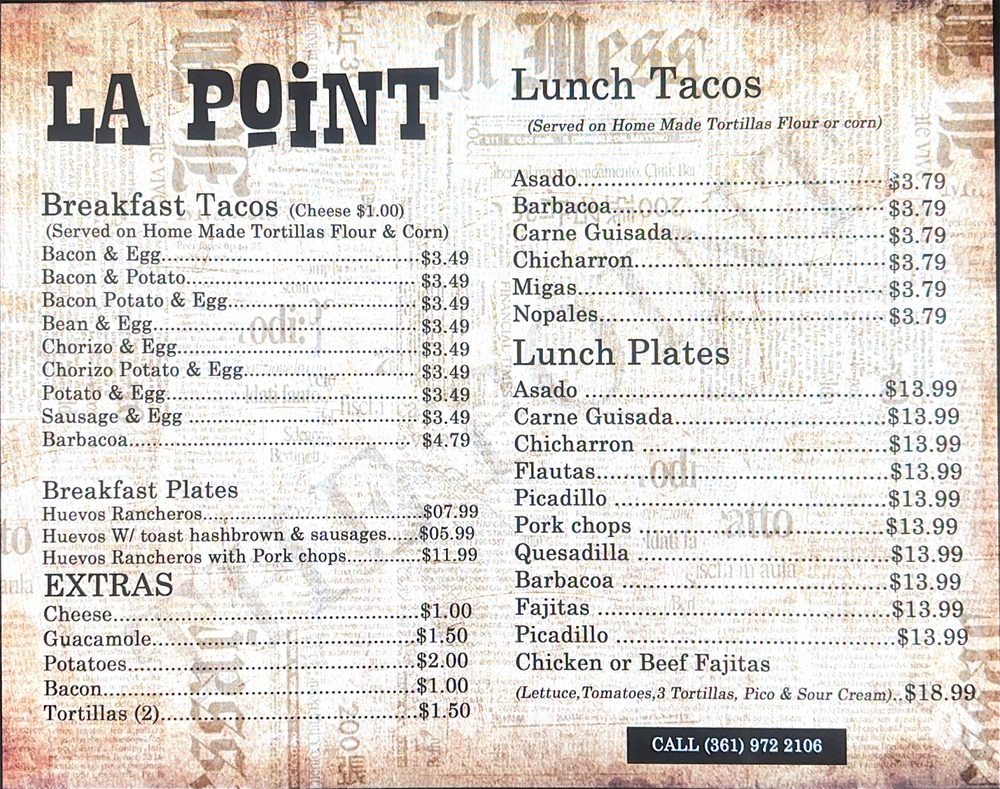 LA POINT
Breakfast Tacos (Cheese $1.00)
(Served on Home Made Tortillas Flour & Corn)
Bacon & Egg.....$3.49
Bacon & Potato.....$3.49
Bacon Potato & Egg.....$3.49
Bean & Egg.....$3.49
Chorizo & Egg.....$3.49
Chorizo Potato & Egg.....$3.49
Potato & Egg.....$3.49
Sausage & Egg.....$3.49
Barbacoa.....$4.79
Breakfast Plates
Huevos Rancheros.....$07.99
Huevos W/ toast hashbrown & sausages.....$05.99
Huevos Rancheros with Pork chops.....$11.99
EXTRAS
Cheese.....$1.00
Guacamole.....$1.50
Potatoes.....$2.00
Bacon.....$1.00
Tortillas (2).....$1.50
Lunch Tacos
(Served on Home Made Tortillas Flour or corn)
Asado.....$3.79
Barbacoa.....$3.79
Carne Guisada.....$3.79
Chicharron.....$3.79
Migas.....$3.79
Nopales.....$3.79
Lunch Plates
Asado.....$13.99
Carne Guisada.....$13.99
Chicharron.....$13.99
Flautas.....$13.99
Picadillo.....$13.99
Pork chops.....$13.99
Quesadilla.....$13.99
Barbacoa.....$13.99
Fajitas.....$13.99
Picadillo.....$13.99
Chicken or Beef Fajitas
(Lettuce,Tomatoes,3 Tortillas, Pico & Sour Cream)..$18.99
CALL (361) 972 2106